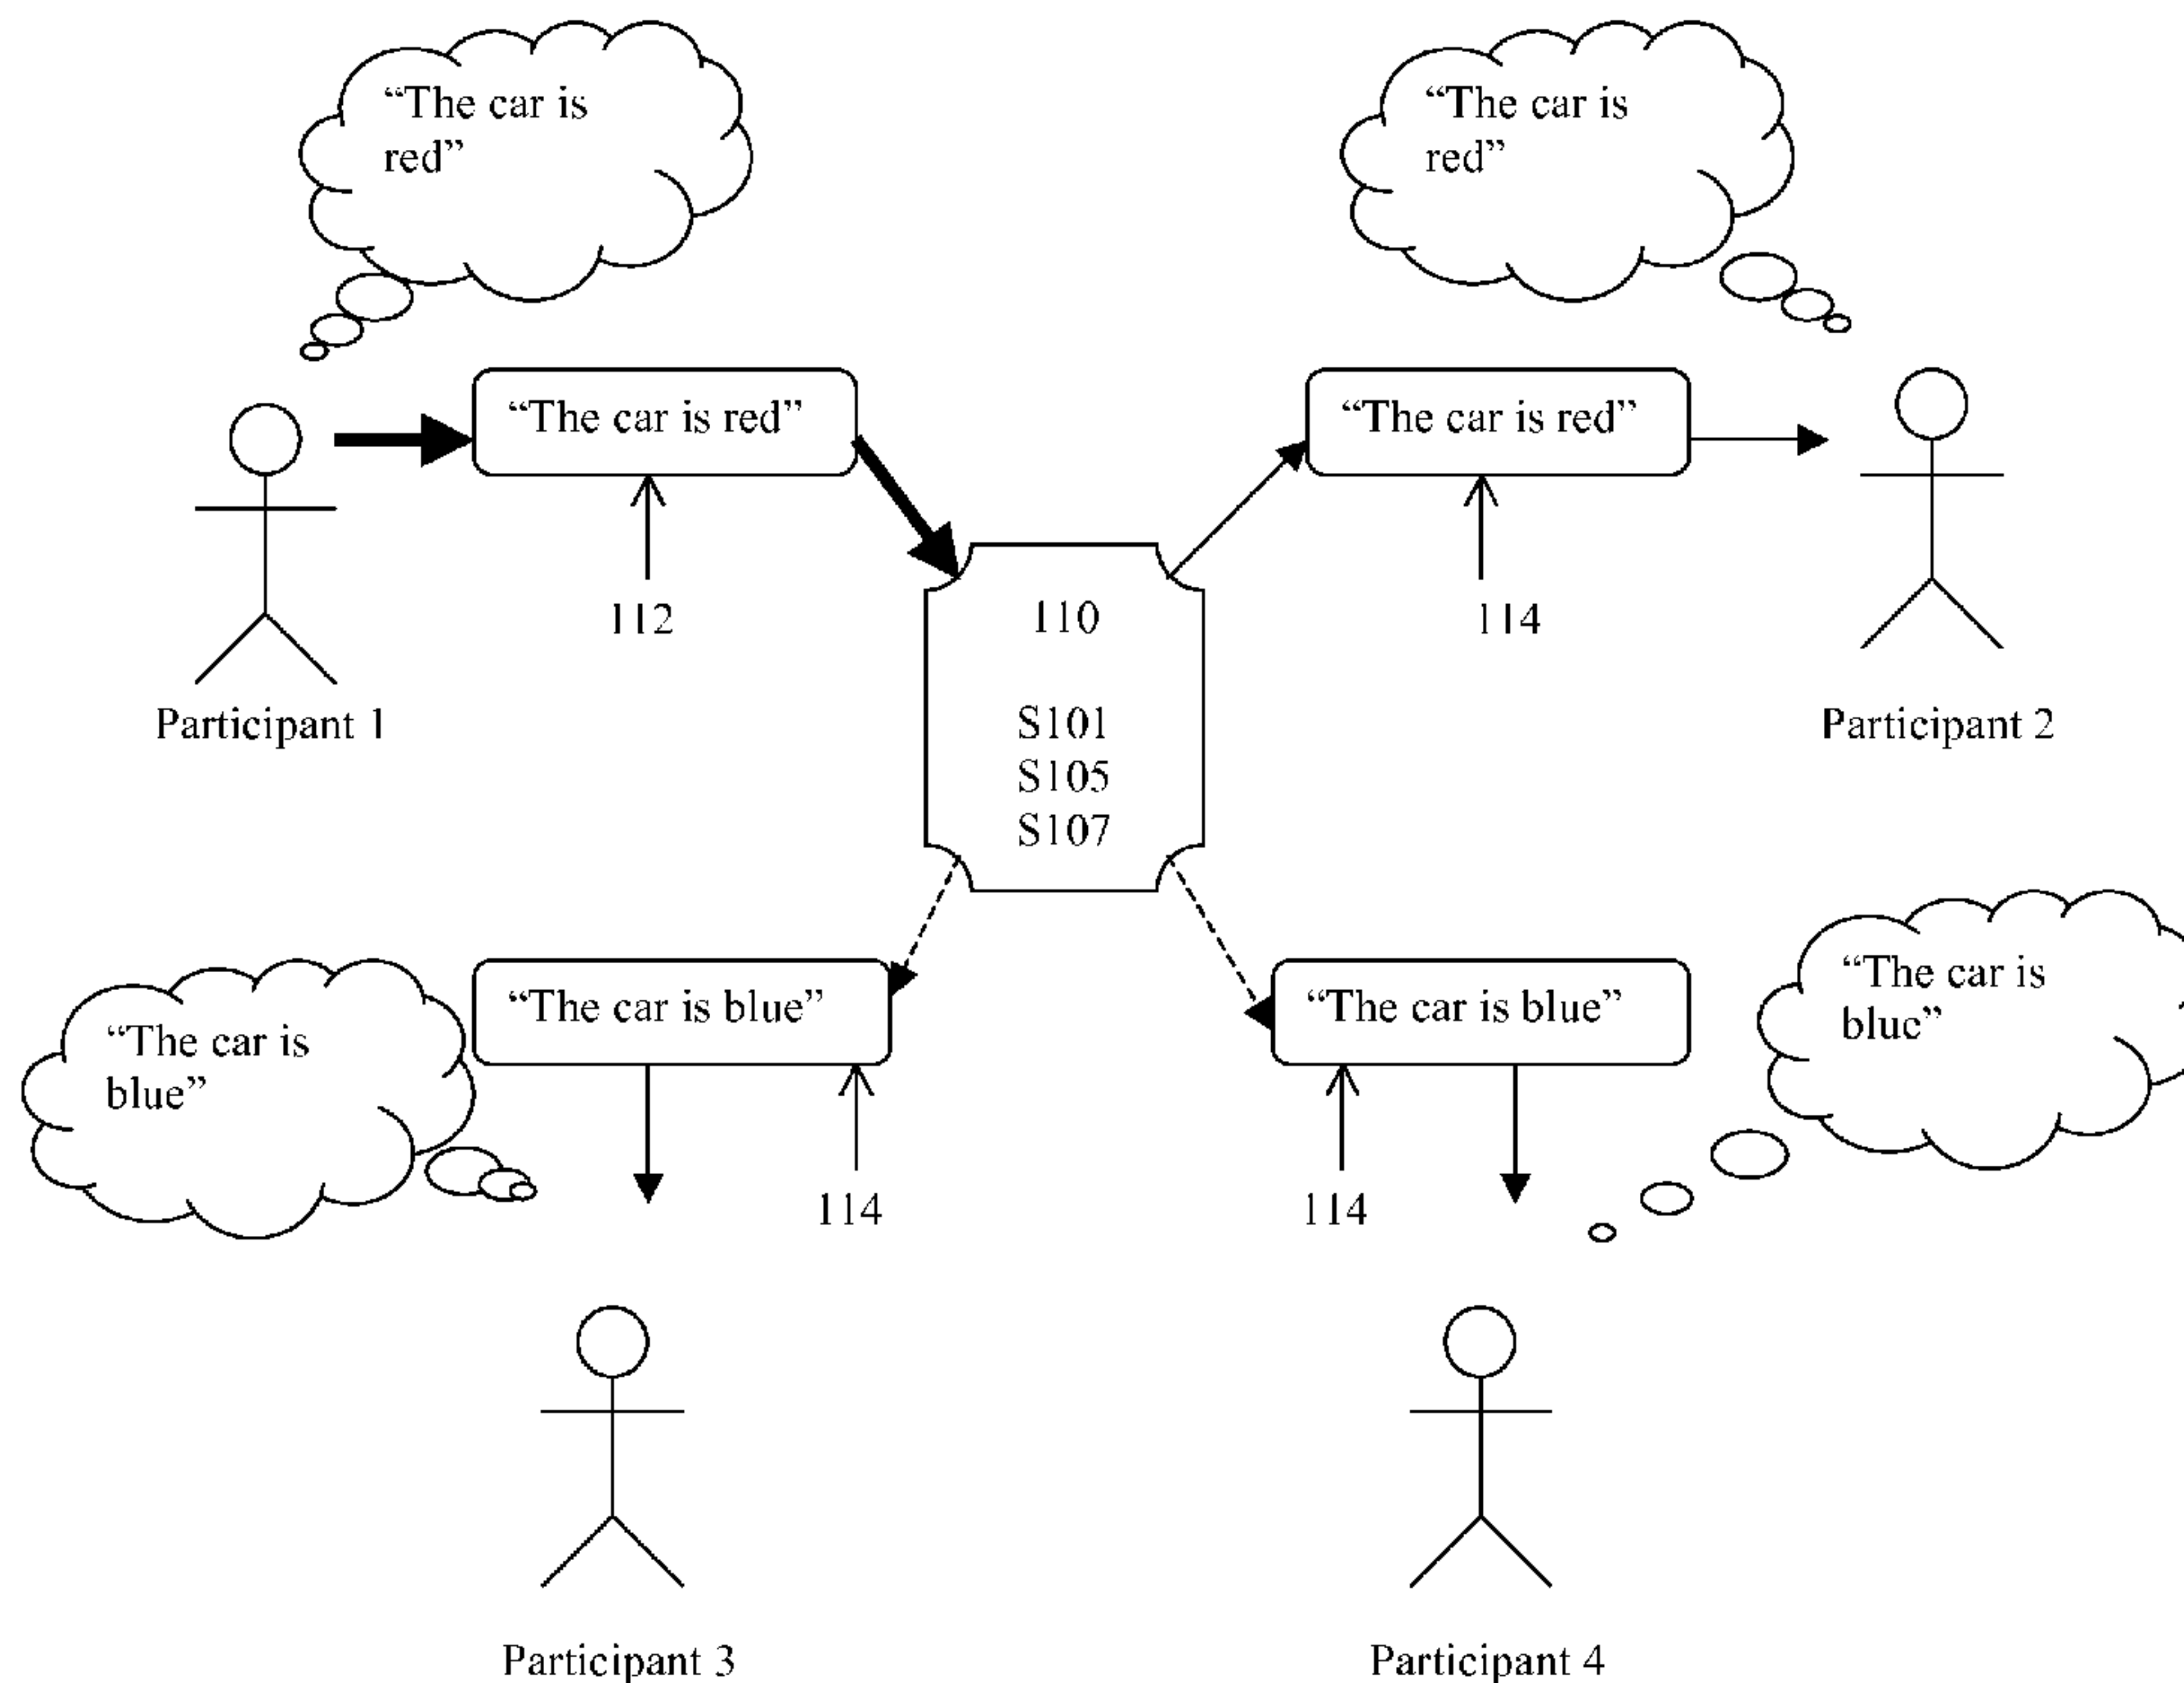 “The car is
red”
“The car is
red”
“The car is red”
“The car is red”
112
110
114
S101
S105
S107
Participant 1
Participant 2
“The car is
blue”
“The car is blue”
“The car is blue”
“The car is
blue”
114
114
Participant 3
Participant 4